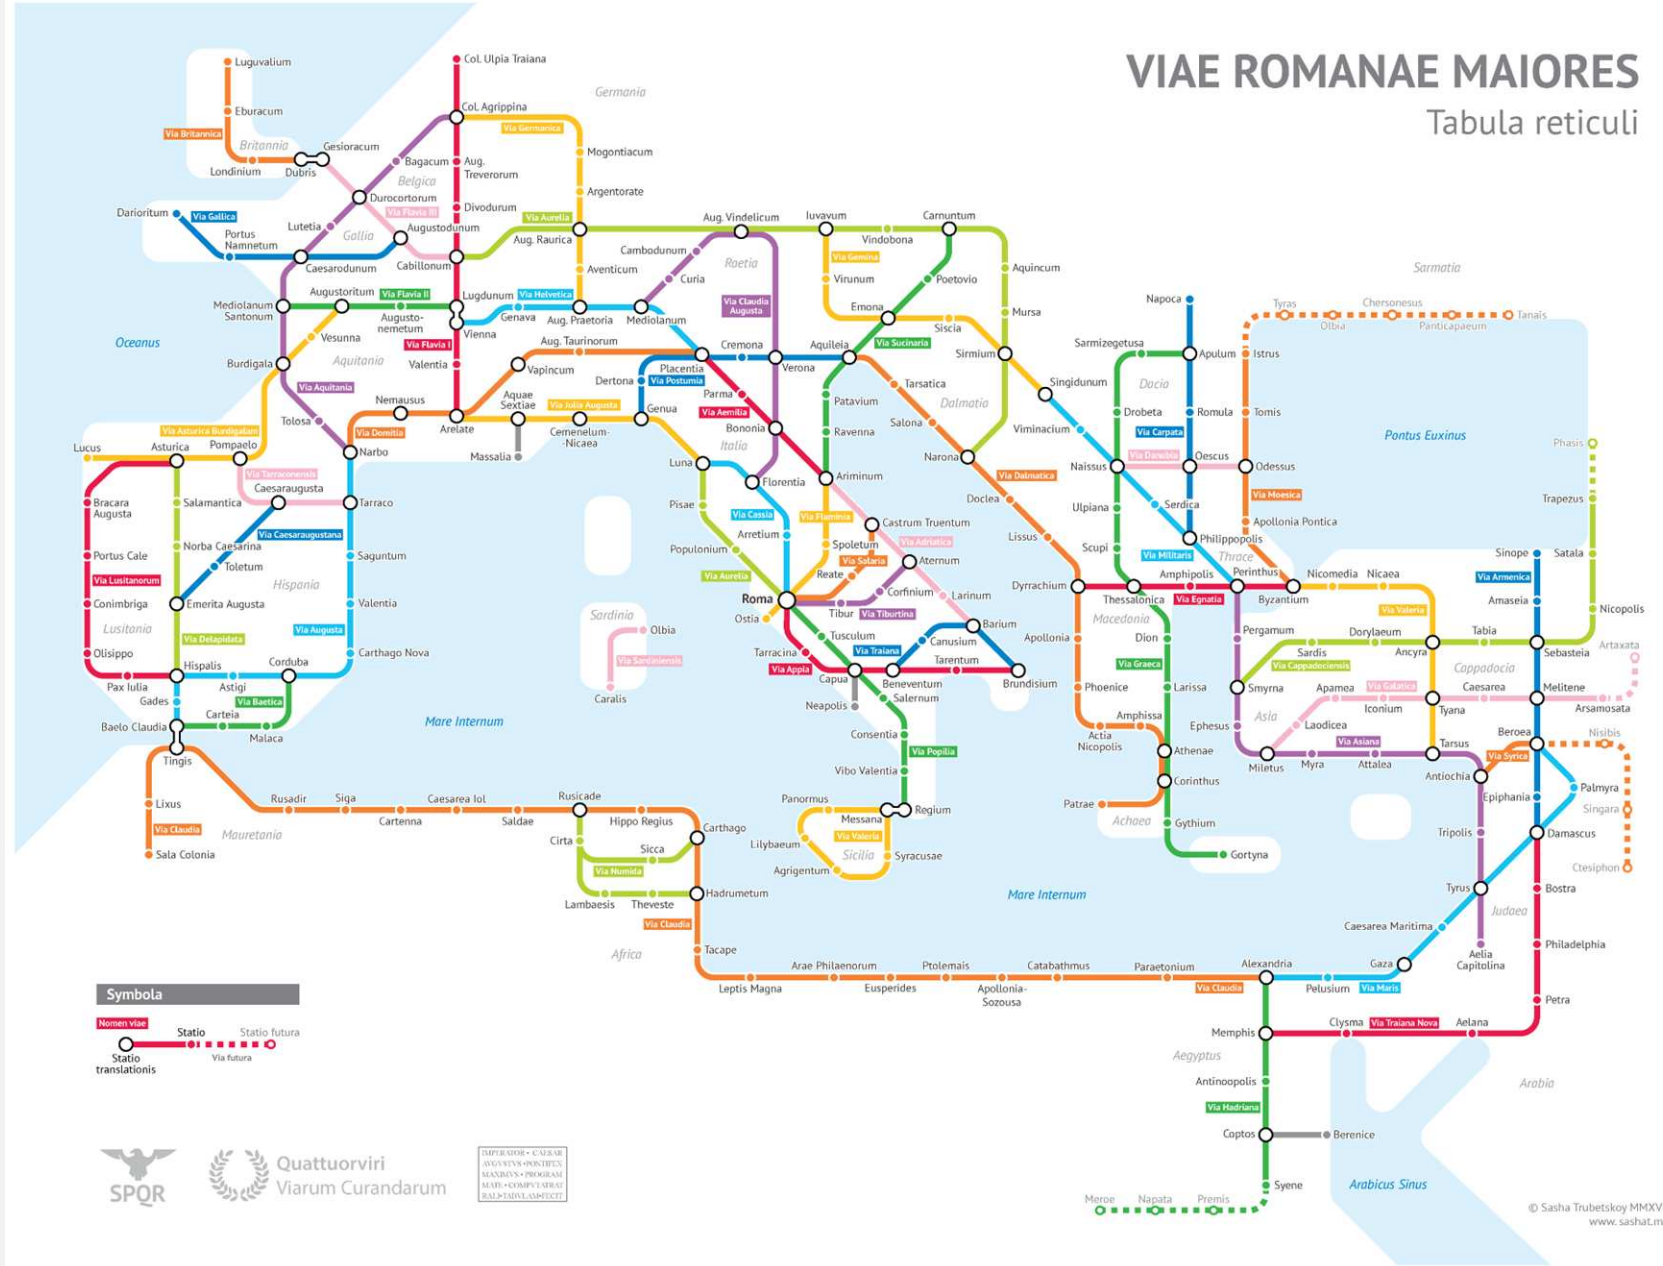 VIAE ROMANAE MAIORES
Tabula reticuli
Luguvalium
Eburacum
Via Britannica
Britannia
Londinium
Dubris
Gesioracum
Col. Ulpia Traiana
Germania
Col. Agrippina
Via Germanica
Bagacum
Belgica
Aug.
Treverorum
Mogontiacum
Argentorate
Durocortorum
Via Flavia III
Divodurum
Darioritum
Via Gallica
Portus
Namnetum
Lutetia
Gallia
Augustodunum
Caesarodunum
Cabillonum
Via Aurelia
Aug. Raurica
Aventicum
Aug. Vindelicum
Cambodunum
Curia
Raetia
Via Claudia
Augusta
Iuvavum
Vindobona
Carnuntum
Via Gemina
Virunum
Poetovio
Aquincum
Mursa
Emona
Siscia
Via Sucinaria
Sirmium
Mediolanum
Santonum
Augustoritum
Via Flavia II
Augusto-
nemetum
Lugdunum
Via Helvetica
Genava
Aug. Praetoria
Mediolanum
Vienna
Via Flavia I
Vesunna
Oceanus
Burdigala
Aquitania
Valentia
Aug. Taurinorum
Vapincum
Via Aquitania
Placentia
Cremona
Verona
Aquileia
Dertona
Via Postumia
Parma
Via Aemilia
Tarsatica
Patavium
Salona
Dalmatia
Nemausus
Aquae
Sextiae
Via Julia Augusta
Genua
Tolosa
Via Domitia
Arelate
Cemenelum-
-Nicaea
Bononia
Italia
Ravenna
Massalia
Narbo
Via Asturica Burdigalam
Lucus
Asturica
Pompaelo
Via Tarraconensis
Caesaraugusta
Tarraco
Luna
Florentia
Ariminum
Narona
Via Dalmatica
Bracara
Augusta
Salamantica
Pisae
Via Cassia
Via Flaminia
Castrum Truentum
Doclea
Via Caesaraugustana
Arretium
Via Adriatica
Lissus
Norba Caesarina
Portus Cale
Saguntum
Toletum
Populonium
Spoletum
Via Salaria
Via Lusitanorum
Hispania
Via Aurelia
Reate
Aternum
Conimbriga
Emerita Augusta
Valentia
Roma
Ostia
Tibur
Via Tiburtina
Corfinium
Larinum
Lusitania
Via Augusta
Via Delapidata
Sardinio
Olbia
Via Sardiniensis
Caralis
Tusculum
Tarracina
Via Appia
Via Traiana
Canusium
Barium
Tarentum
Capua
Beneventum
Brundisium
Neapolis
Salernum
Olisippo
Carthago Nova
Hispalis
Corduba
Pax Iulia
Astigi
Gades
Via Baetica
Baelo Claudia
Carteia
Malaca
Mare Internum
Consentia
Via Popilia
Vibo Valentia
Tingis
Lixus
Via Claudia
Sala Colonia
Mauretania
Rusadir
Siga
Cartenna
Caesarea Iol
Saldae
Rusicade
Hippo Regius
Carthago
Cirta
Sicca
Via Numida
Lambaesis
Theveste
Hadrumetum
Via Claudia
Africa
Tacape
Panormus
Messana
Regium
Via Valeria
Lilybaeum
Sicilia
Syracusae
Agrigentum
Leptis Magna
Arae Philaenorum
Eusperides
Ptolemais
Apollonia-
Sozousa
Catabathmus
Paraetonium
Via Claudia
Alexandria
Pelusium
Via Maris
Gaza
Mare Internum
Sarmatia
Napoca
Tyras
Olbia
Chersonesus
Panticapaeum
Tanais
Sarmizegetusa
Apulum
Istrus
Singidunum
Dacia
Drobeta
Romula
Tomis
Viminacium
Via Carpata
Pontus Euxinus
Phasis
Naissus
Via Danubia
Oescus
Odessus
Via Moesica
Trapezus
Ulpiana
Serdica
Apollonia Pontica
Scupi
Via Militaris
Philippopolis
Thrace
Sinope
Satala
Dyrrachium
Amphipolis
Perinthus
Nicomedia
Nicaea
Via Armenica
Amaseia
Thessalonica
Via Egnatia
Byzantium
Via Valeria
Nicopolis
Macedonia
Apollonia
Dion
Pergamum
Dorylaeum
Tabia
Sardis
Ancyra
Sebasteia
Artaxata
Via Graeca
Via Cappadociensis
Cappadocia
Phoenice
Larissa
Smyrna
Apamea
Via Galatica
Caesarea
Melitene
Iconium
Tyana
Arsamosata
Amphissa
Ephesus
Asia
Laodicea
Actia
Nicopolis
Athenae
Via Asiana
Tarsus
Beroea
Nisibis
Miletus
Myra
Attalea
Via Syrica
Antiochia
Corinthus
Epiphania
Palmyra
Patrae
Achaea
Gythium
Singara
Tripolis
Damascus
Gortyna
Ctesiphon
Tyrus
Bostra
Judaea
Caesarea Maritima
Aelia
Capitolina
Philadelphia
Petra
Memphis
Clysma
Via Traiana Nova
Aelana
Aegyptus
Antinoopolis
Arabia
Via Hadriana
Coptos
Berenice
Syene
Arabicus Sinus
Meroe
Napata
Premis
Symbola
Nomen viae
Statio
Statio futura
Statio
translationis
Via futura
SPQR
Quattuorviri
Viarum Curandarum
IMPERATOR • CAESAR
AVGVSTVS • PONTIFEX
MAXIMVS • PROGRAM
© Sasha Trubetskoy MMXV
www. sashat.m